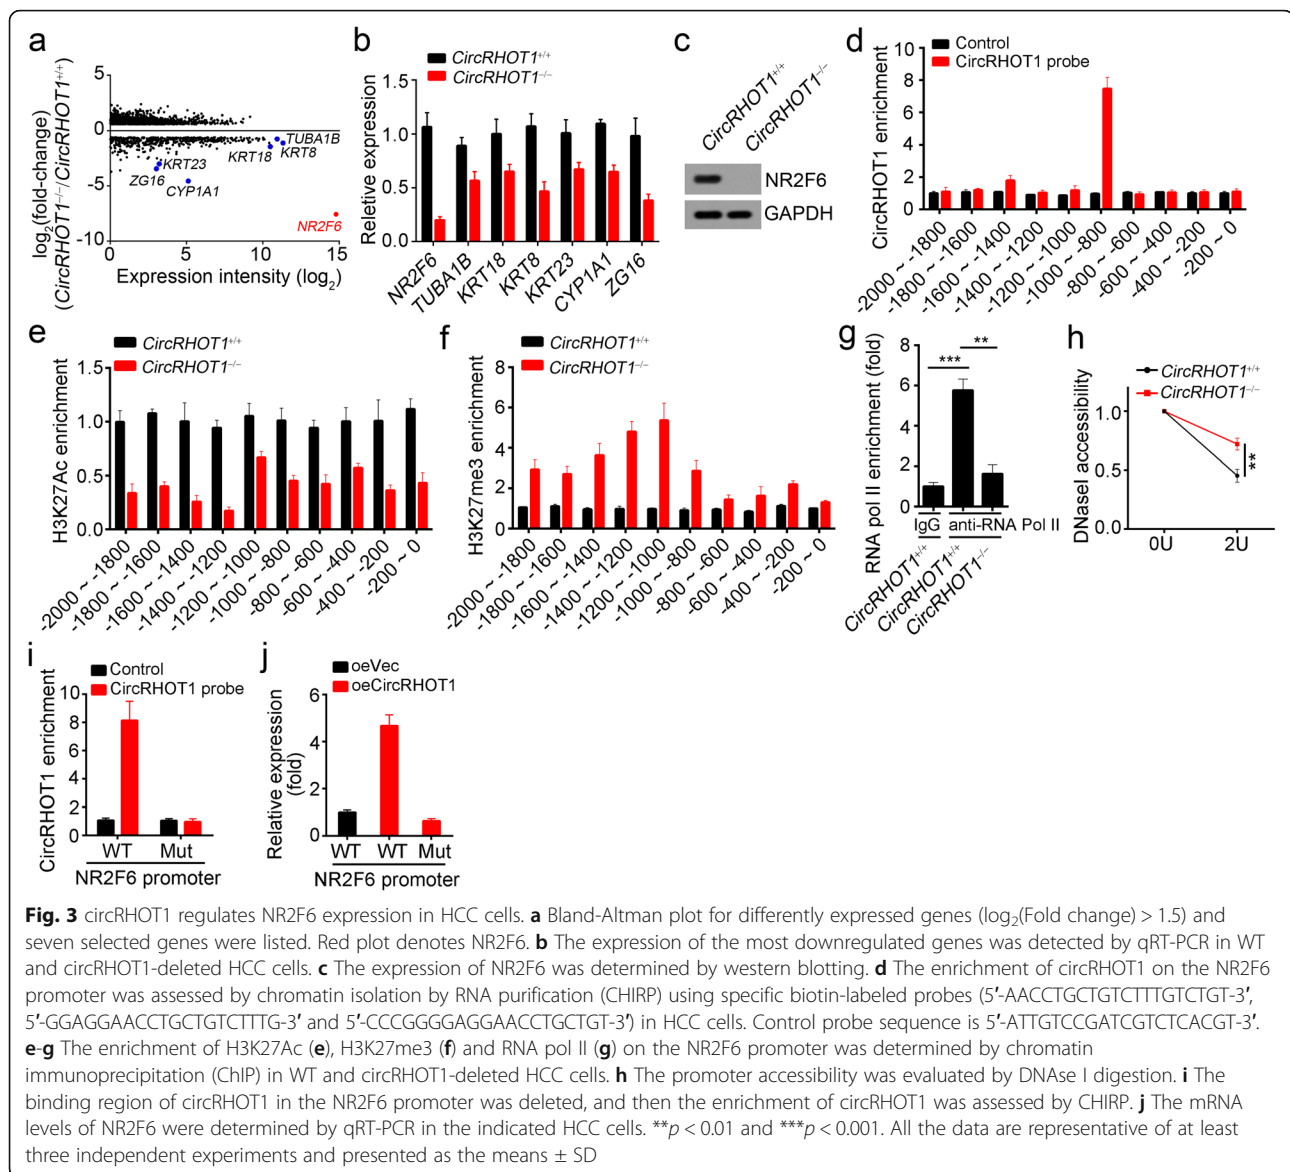 a
log2(fold-change)
(CircRHOT1−/−/CircRHOT1+/+)
5
0
-5
-10
TUBA1B
KRT18
KRT8
KRT23
ZG16
CYP1A1
NR2F6
0 5 10 15
Expression intensity (log2)
b
CircRHOT1+/+
CircRHOT1−/−
Relative expression
1.5
1.0
0.5
0.0
NR2F6 TUBA1B KRT18 KRT8 KRT23 CYP1A1 ZG16
c
CircRHOT1+/+ CircRHOT1−/−
NR2F6
GAPDH
d
Control
CircRHOT1 probe
CircRHOT1 enrichment
10
8
6
4
2
0
-2000 ~ -1800 -1800 ~ -1600 -1600 ~ -1400 -1400 ~ -1200 -1200 ~ -1000 -1000 ~ -800 -800 ~ -600 -600 ~ -400 -400 ~ -200 -200 ~ 0
e
CircRHOT1+/+
CircRHOT1−/−
H3K27Ac enrichment
1.5
1.0
0.5
0.0
-2000 ~ -1800 -1800 ~ -1600 -1600 ~ -1400 -1400 ~ -1200 -1200 ~ -1000 -1000 ~ -800 -800 ~ -600 -600 ~ -400 -400 ~ -200 -200 ~ 0
f
CircRHOT1+/+
CircRHOT1−/−
H3K27me3 enrichment
8
6
4
2
0
-2000 ~ -1800 -1800 ~ -1600 -1600 ~ -1400 -1400 ~ -1200 -1200 ~ -1000 -1000 ~ -800 -800 ~ -600 -600 ~ -400 -400 ~ -200 -200 ~ 0
g
RNA pol II enrichment (fold)
*** **
8
6
4
2
0
IgG anti-RNA Pol II
CircRHOT1+/+ CircRHOT1+/+ CircRHOT1−/−
h
CircRHOT1+/+
CircRHOT1−/−
DNaseI accessibility
1.0
0.5
0.0
**
0U 2U
i
Control
CircRHOT1 probe
CircRHOT1 enrichment
10
8
6
4
2
0
WT Mut
NR2F6 promoter
j
oeVec
oeCircRHOT1
Relative expression
(fold)
6
4
2
0
WT WT Mut
NR2F6 promoter
Fig. 3 circRHOT1 regulates NR2F6 expression in HCC cells. a Bland-Altman plot for differently expressed genes (log2(Fold change) > 1.5) and
seven selected genes were listed. Red plot denotes NR2F6. b The expression of the most downregulated genes was detected by qRT-PCR in WT
and circRHOT1-deleted HCC cells. c The expression of NR2F6 was determined by western blotting. d The enrichment of circRHOT1 on the NR2F6
promoter was assessed by chromatin isolation by RNA purification (CHIRP) using specific biotin-labeled probes (5′-AACCTGCTGTCTTTGTCTGT-3′,
5′-GGAGGAACCTGCTGTCTTTG-3′ and 5′-CCCGGGGAGGAACCTGCTGT-3′) in HCC cells. Control probe sequence is 5′-ATTGTCCGATCGTCTCACGT-3′.
e-g The enrichment of H3K27Ac (e), H3K27me3 (f) and RNA pol II (g) on the NR2F6 promoter was determined by chromatin
immunoprecipitation (ChIP) in WT and circRHOT1-deleted HCC cells. h The promoter accessibility was evaluated by DNAse I digestion. i The
binding region of circRHOT1 in the NR2F6 promoter was deleted, and then the enrichment of circRHOT1 was assessed by CHIRP. j The mRNA
levels of NR2F6 were determined by qRT-PCR in the indicated HCC cells. **p < 0.01 and ***p < 0.001. All the data are representative of at least
three independent experiments and presented as the means ± SD